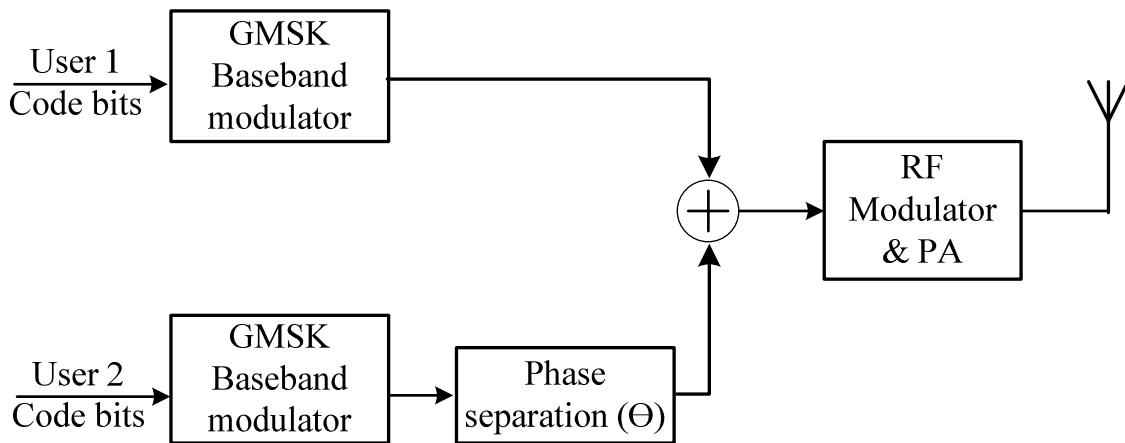 User 1
Code bits
GMSK
Baseband
modulator
RF
Modulator
& PA
User 2
Code bits
GMSK
Baseband
modulator
Phase
separation (Ө)